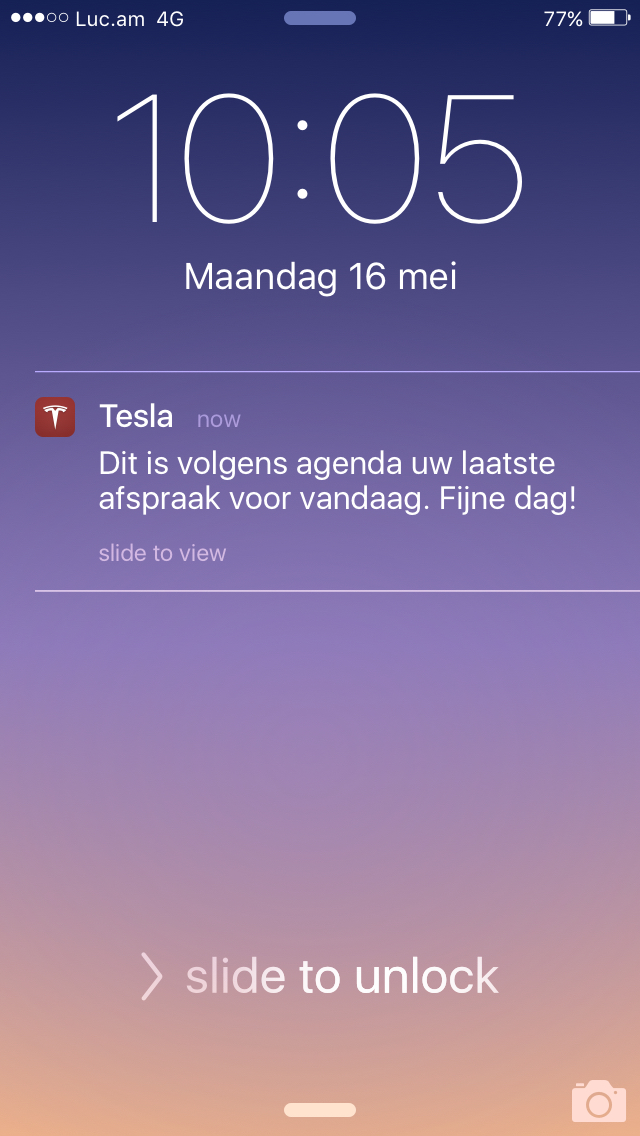 Luc.am 4G 77%
10:05
Maandag 16 mei
Tesla now
Dit is volgens agenda uw laatste
afspraak voor vandaag. Fijne dag!
slide to view
slide to unlock